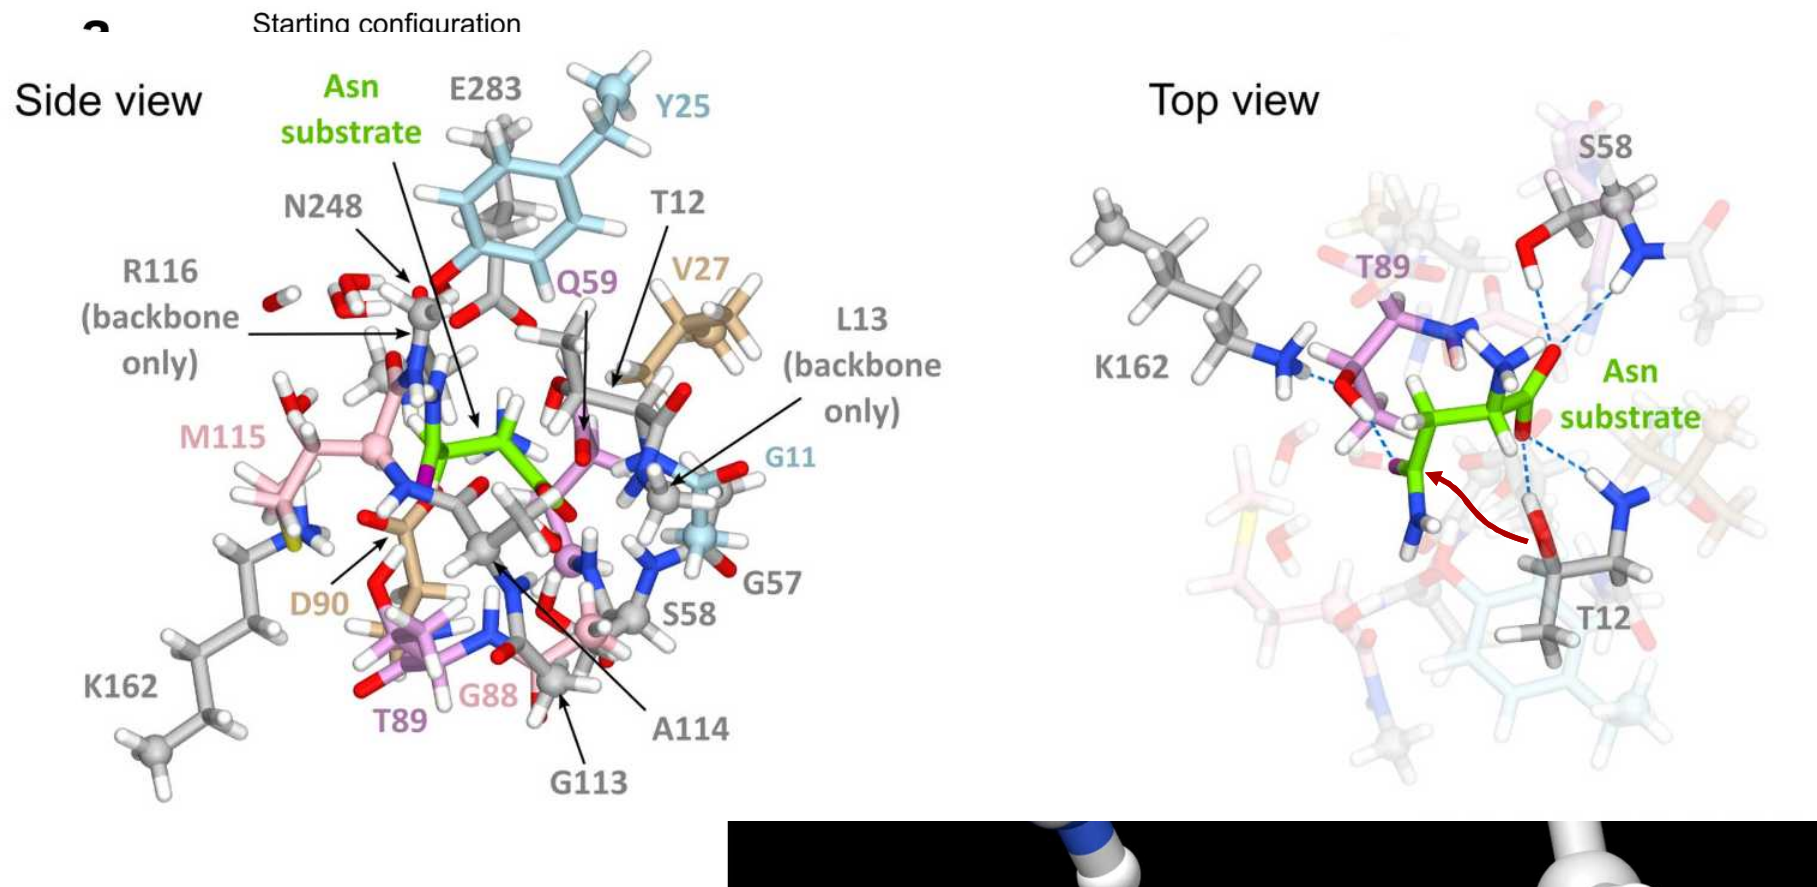 a
Starting configuration
Side view
Asn
substrate
E283
Y25
N248
T12
R116
(backbone
only)
Q59
V27
L13
(backbone
only)
M115
G11
D90
G57
S58
K162
T89
G88
A114
G113
Top view
S58
T89
K162
Asn
substrate
T12